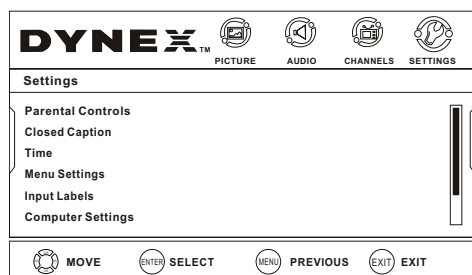 DYNEX TM
PICTURE AUDIO CHANNELS SETTINGS
Settings
Parental Controls
Closed Caption
Time
Menu Settings
Input Labels
Computer Settings
MOVE ENTER SELECT MENU PREVIOUS EXIT EXIT